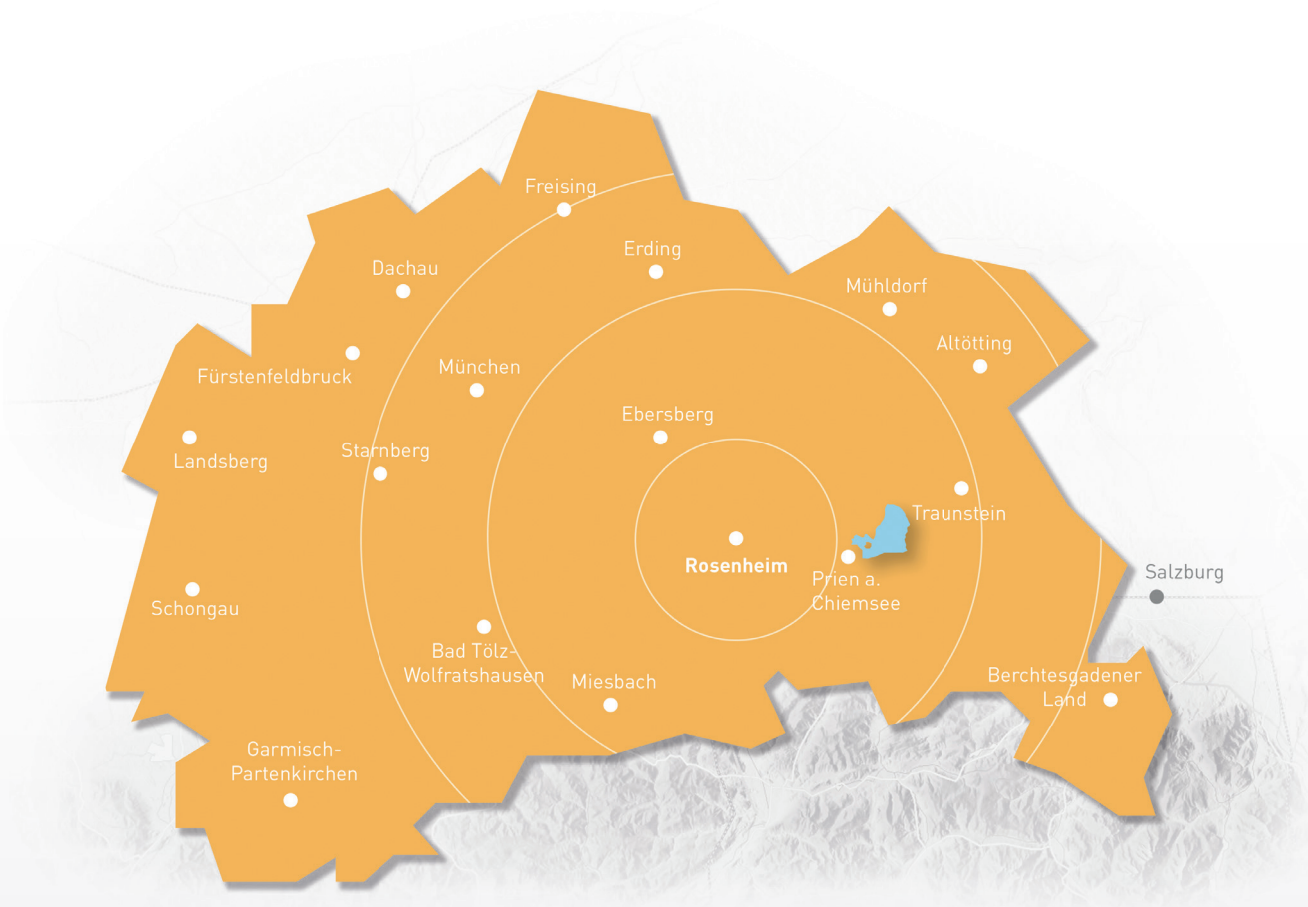 Freising
Erding
Dachau
Mühldorf
Altötting
München
Fürstenfeldbruck
Ebersberg
Starnberg
Landsberg
Traunstein
Rosenheim
Salzburg
Prien a.
Chiemsee
Schongau
Bad Tölz-
Wolfratshausen
Miesbach
Berchtesgadener
Land
Garmisch-
Partenkirchen